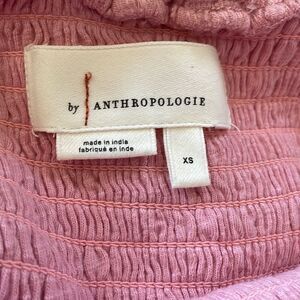 by ANTHROPOLOGIE
made in india
fabriqué en inde
XS